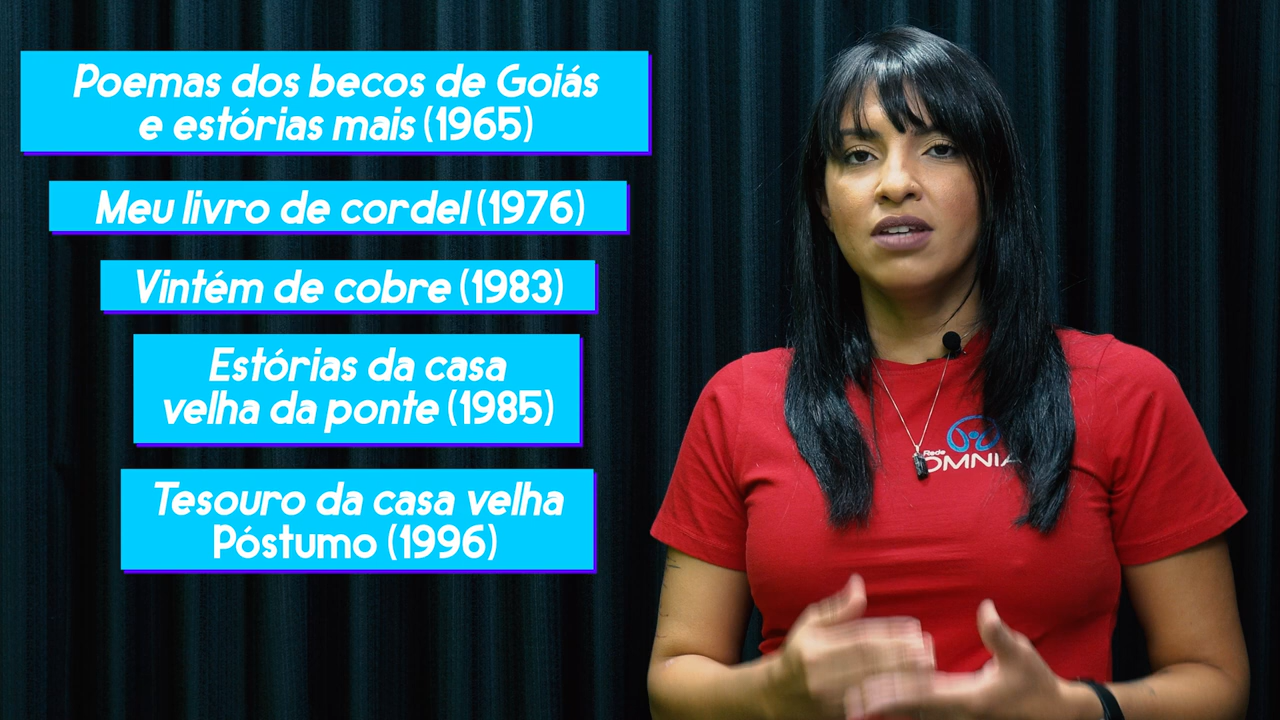 Poemas dos becos de Goiás
e estórias mais (1965)
Meu livro de cordel (1976)
Vintém de cobre (1983)
Estórias da casa
velha da ponte (1985)
Tesouro da casa velha
Póstumo (1996)
Rede
OMNIA